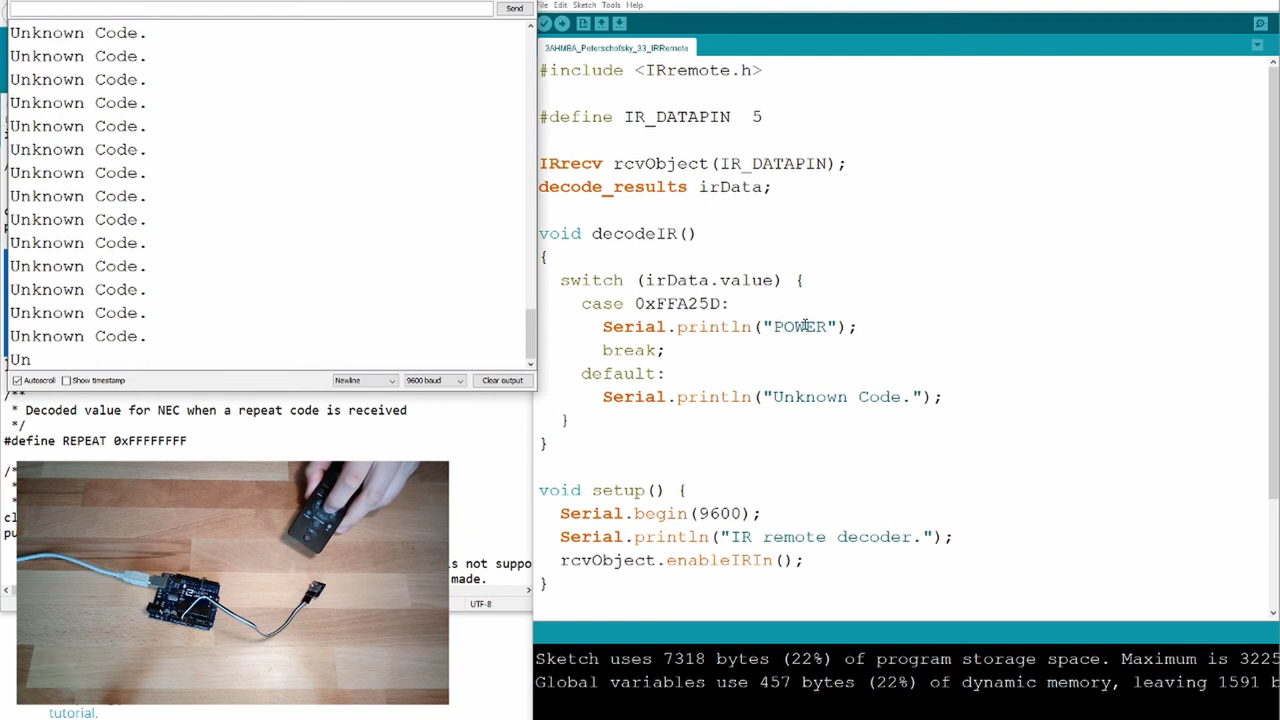 Send
Unknown Code.
Unknown Code.
Unknown Code.
Unknown Code.
Unknown Code.
Unknown Code.
Unknown Code.
Unknown Code.
Unknown Code.
Unknown Code.
Unknown Code.
Unknown Code.
Unknown Code.
Unknown Code.
Un
Autoscroll Show timestamp Newline 9600 baud Clear output
/**
* Decoded value for NEC when a repeat code is received
*/
#define REPEAT 0xFFFFFFFF
/*
cl
pu
is not suppo
made.
UTF-8
tutorial.
File Edit Sketch Tools Help
3AHMBA_Peterschofsky_33_IRRemote
#include <IRremote.h>
#define IR_DATAPIN 5
IRrecv rcvObject(IR_DATAPIN);
decode_results irData;
void decodeIR()
{
switch (irData.value) {
case 0xFFA25D:
Serial.println("POWER");
break;
default:
Serial.println("Unknown Code.");
}
}
void setup() {
Serial.begin(9600);
Serial.println("IR remote decoder.");
rcvObject.enableIRIn();
}
Sketch uses 7318 bytes (22%) of program storage space. Maximum is 3225
Global variables use 457 bytes (22%) of dynamic memory, leaving 1591 b